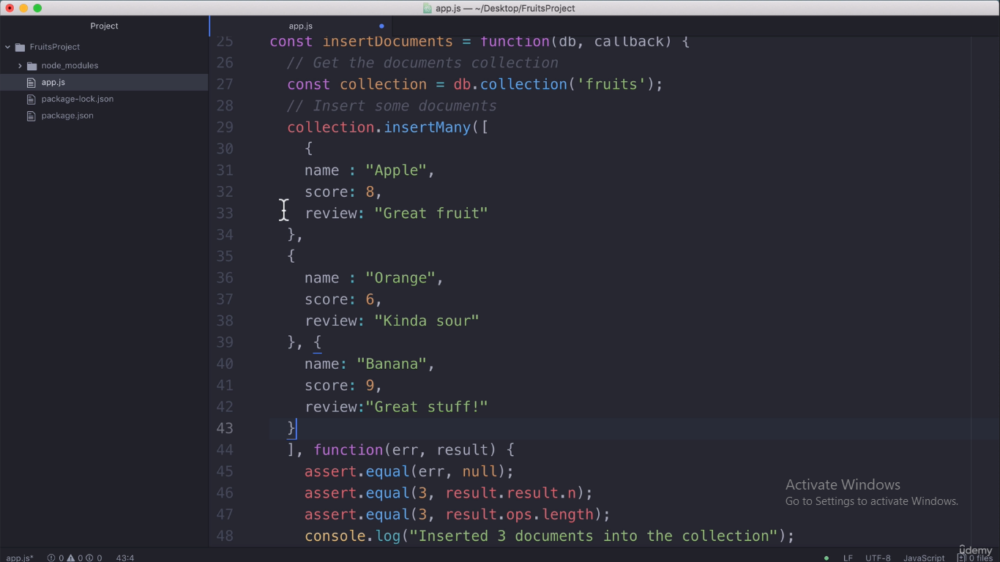 app.js — ~/Desktop/FruitsProject
Project
app.js
FruitsProject
node_modules
app.js
package-lock.json
package.json
25 const insertDocuments = function(db, callback) {
26 // Get the documents collection
27 const collection = db.collection('fruits');
28 // Insert some documents
29 collection.insertMany([
30 {
31 name : "Apple",
32 score: 8,
33 review: "Great fruit"
34 },
35 {
36 name : "Orange",
37 score: 6,
38 review: "Kinda sour"
39 }, {
40 name: "Banana",
41 score: 9,
42 review:"Great stuff!"
43 }
44 ], function(err, result) {
45 assert.equal(err, null);
46 assert.equal(3, result.result.n);
47 assert.equal(3, result.ops.length);
48 console.log("Inserted 3 documents into the collection");
Activate Windows
Go to Settings to activate Windows.
udemy
app.js* 0 0 0 43:4 LF UTF-8 JavaScript 0 files